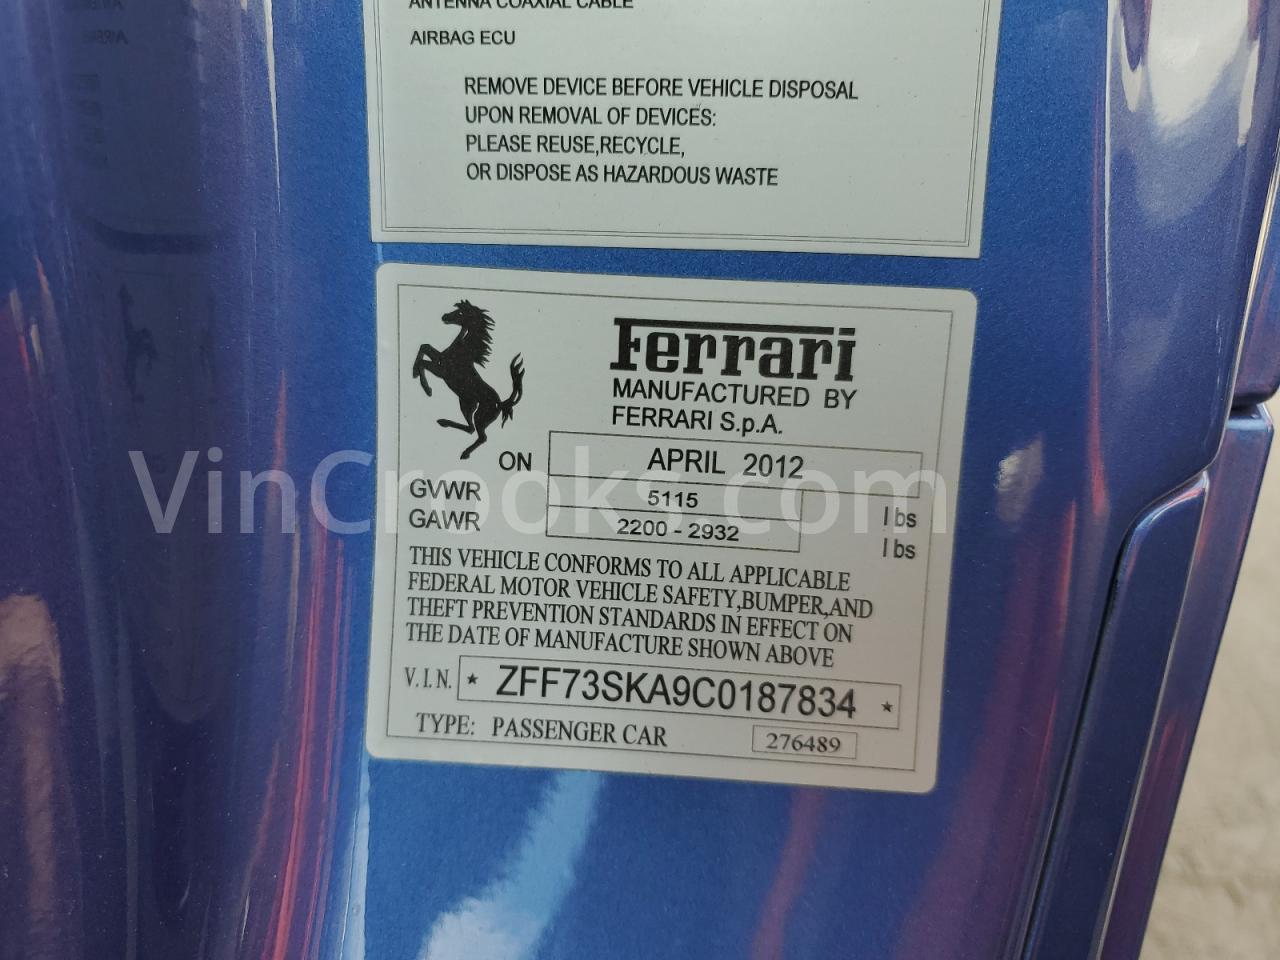 ANTENNA COAXIAL CABLE
AIRBAG ECU
REMOVE DEVICE BEFORE VEHICLE DISPOSAL
UPON REMOVAL OF DEVICES:
PLEASE REUSE,RECYCLE,
OR DISPOSE AS HAZARDOUS WASTE
Ferrari
MANUFACTURED BY
FERRARI S.p.A.
ON APRIL 2012
GVWR 5115 lbs
GAWR 2200 - 2932 lbs
THIS VEHICLE CONFORMS TO ALL APPLICABLE
FEDERAL MOTOR VEHICLE SAFETY,BUMPER,AND
THEFT PREVENTION STANDARDS IN EFFECT ON
THE DATE OF MANUFACTURE SHOWN ABOVE
V.I.N. * ZFF73SKA9C0187834 *
TYPE: PASSENGER CAR 276489
VinCrooks.com